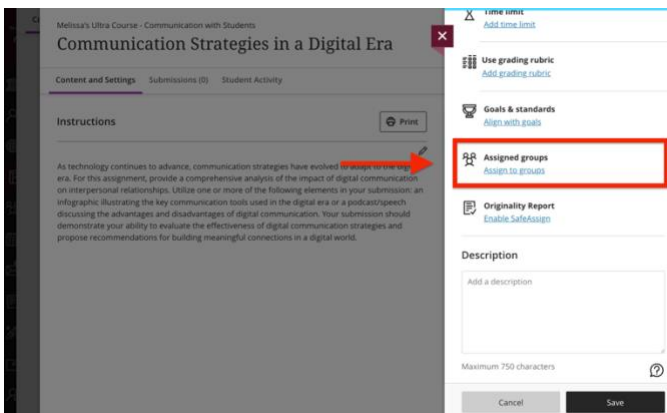 Melissa's Ultra Course - Communication with Students
Communication Strategies in a Digital Era
Content and Settings Submissions (0) Student Activity
Instructions
Print
As technology continues to advance, communication strategies have evolved to adapt to the digital
era. For this assignment, provide a comprehensive analysis of the impact of digital communication
on interpersonal relationships. Utilize one or more of the following elements in your submission: an
infographic illustrating the key communication tools used in the digital era or a podcast/speech
discussing the advantages and disadvantages of digital communication. Your submission should
demonstrate your ability to evaluate the effectiveness of digital communication strategies and
propose recommendations for building meaningful connections in a digital world.
Time limit
Add time limit
Use grading rubric
Add grading rubric
Goals & standards
Align with goals
Assigned groups
Assign to groups
Originality Report
Enable SafeAssign
Description
Add a description
Maximum 750 characters
Cancel
Save